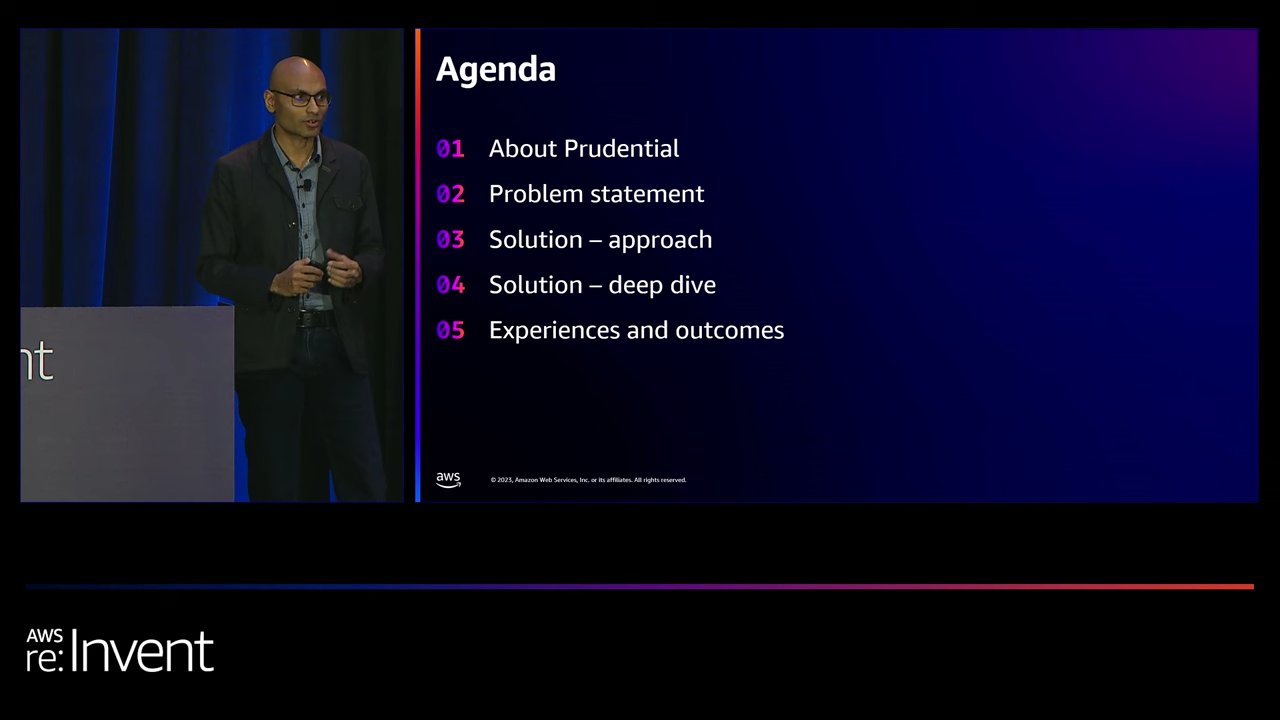 Agenda
01 About Prudential
02 Problem statement
03 Solution – approach
04 Solution – deep dive
05 Experiences and outcomes
nt
aws
© 2023, Amazon Web Services, Inc. or its affiliates. All rights reserved.
AWS
re:Invent